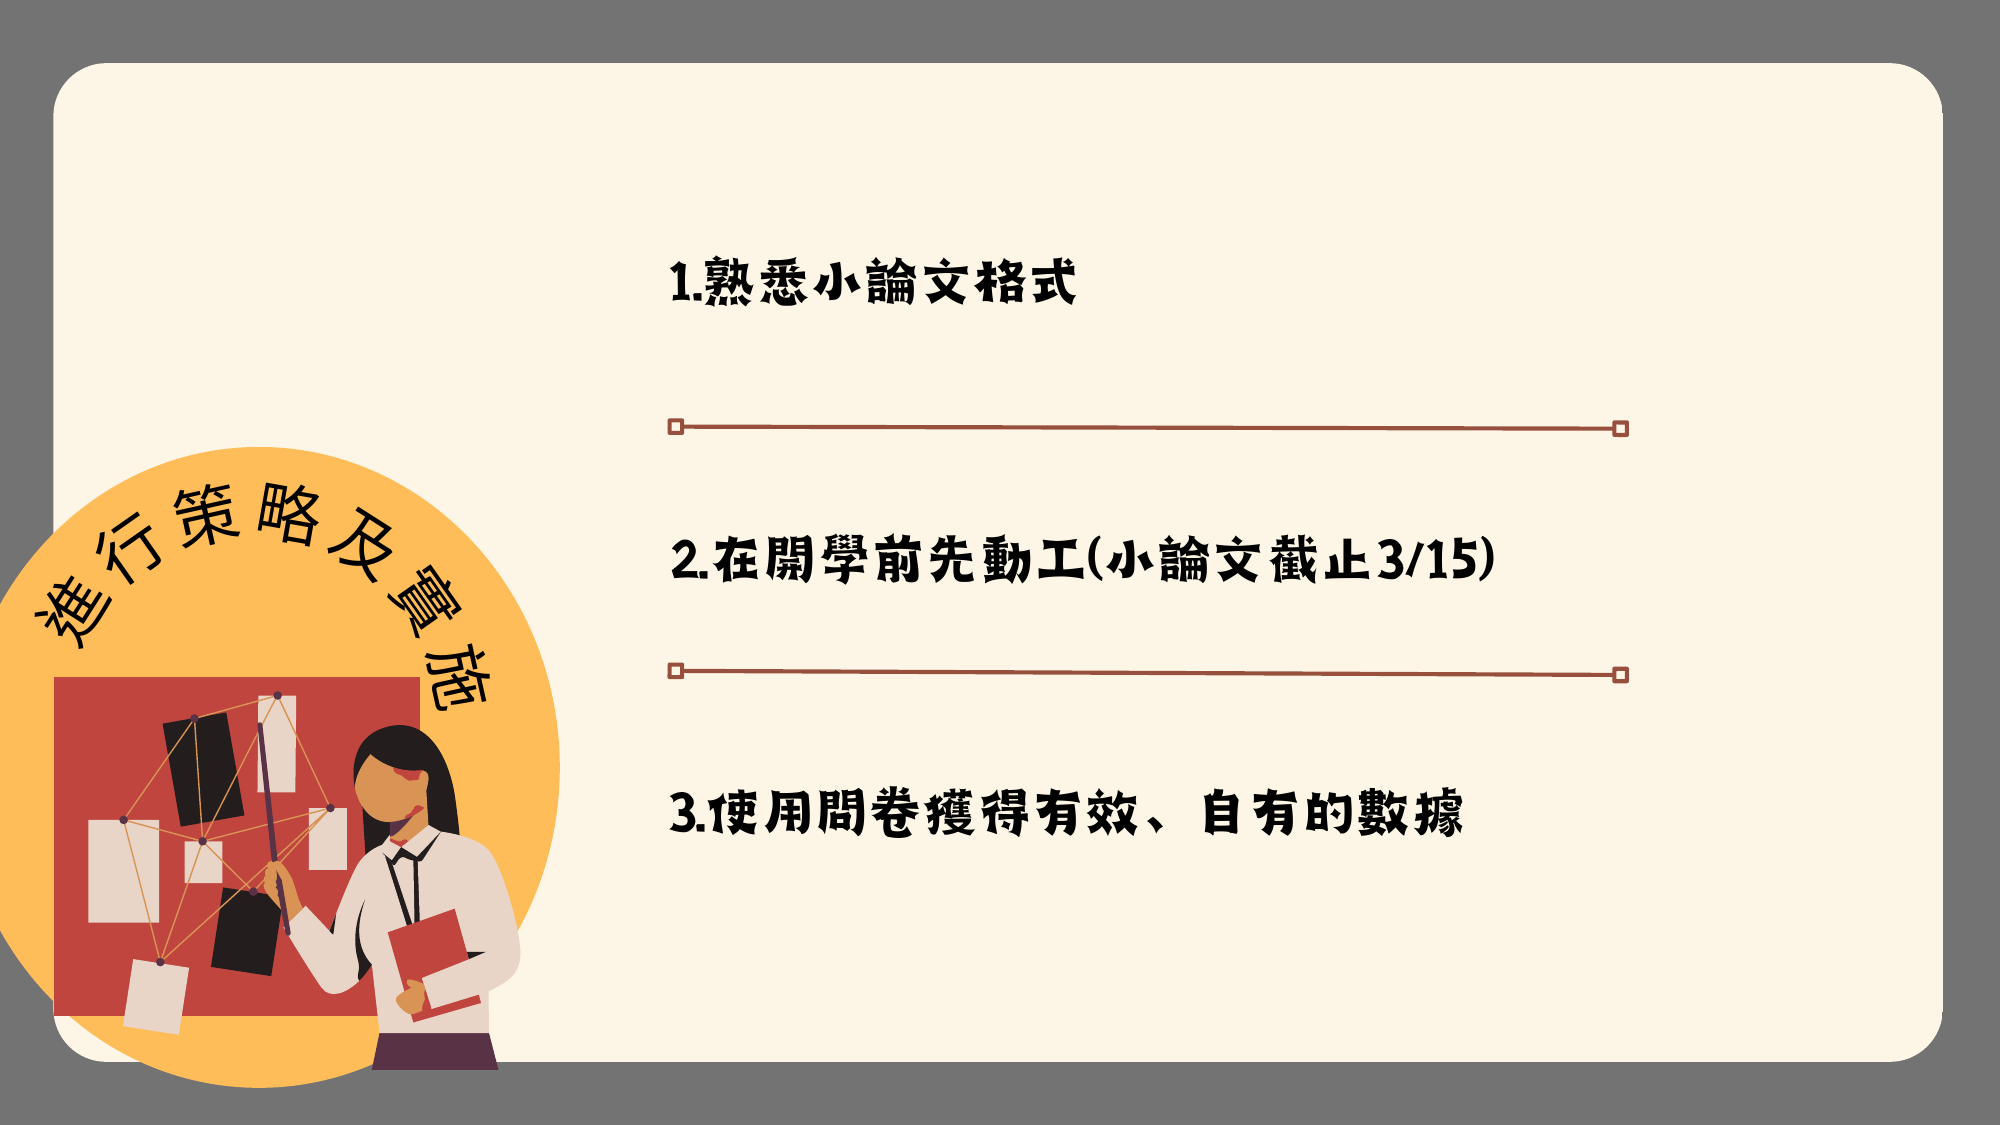 進行策略及實施
1.熟悉小論文格式
2.在開學前先動工(小論文截止3/15)
3.使用問卷獲得有效、自有的數據